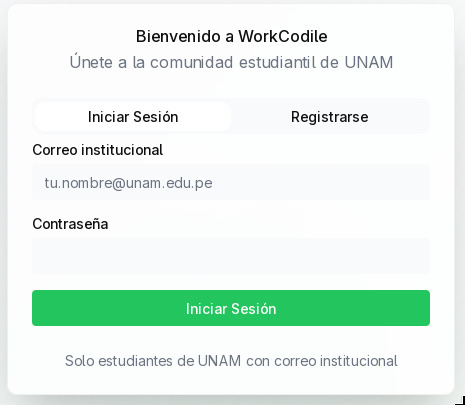 Bienvenido a WorkCodile
Únete a la comunidad estudiantil de UNAM
Iniciar Sesión Registrarse
Correo institucional
tu.nombre@unam.edu.pe
Contraseña
Iniciar Sesión
Solo estudiantes de UNAM con correo institucional